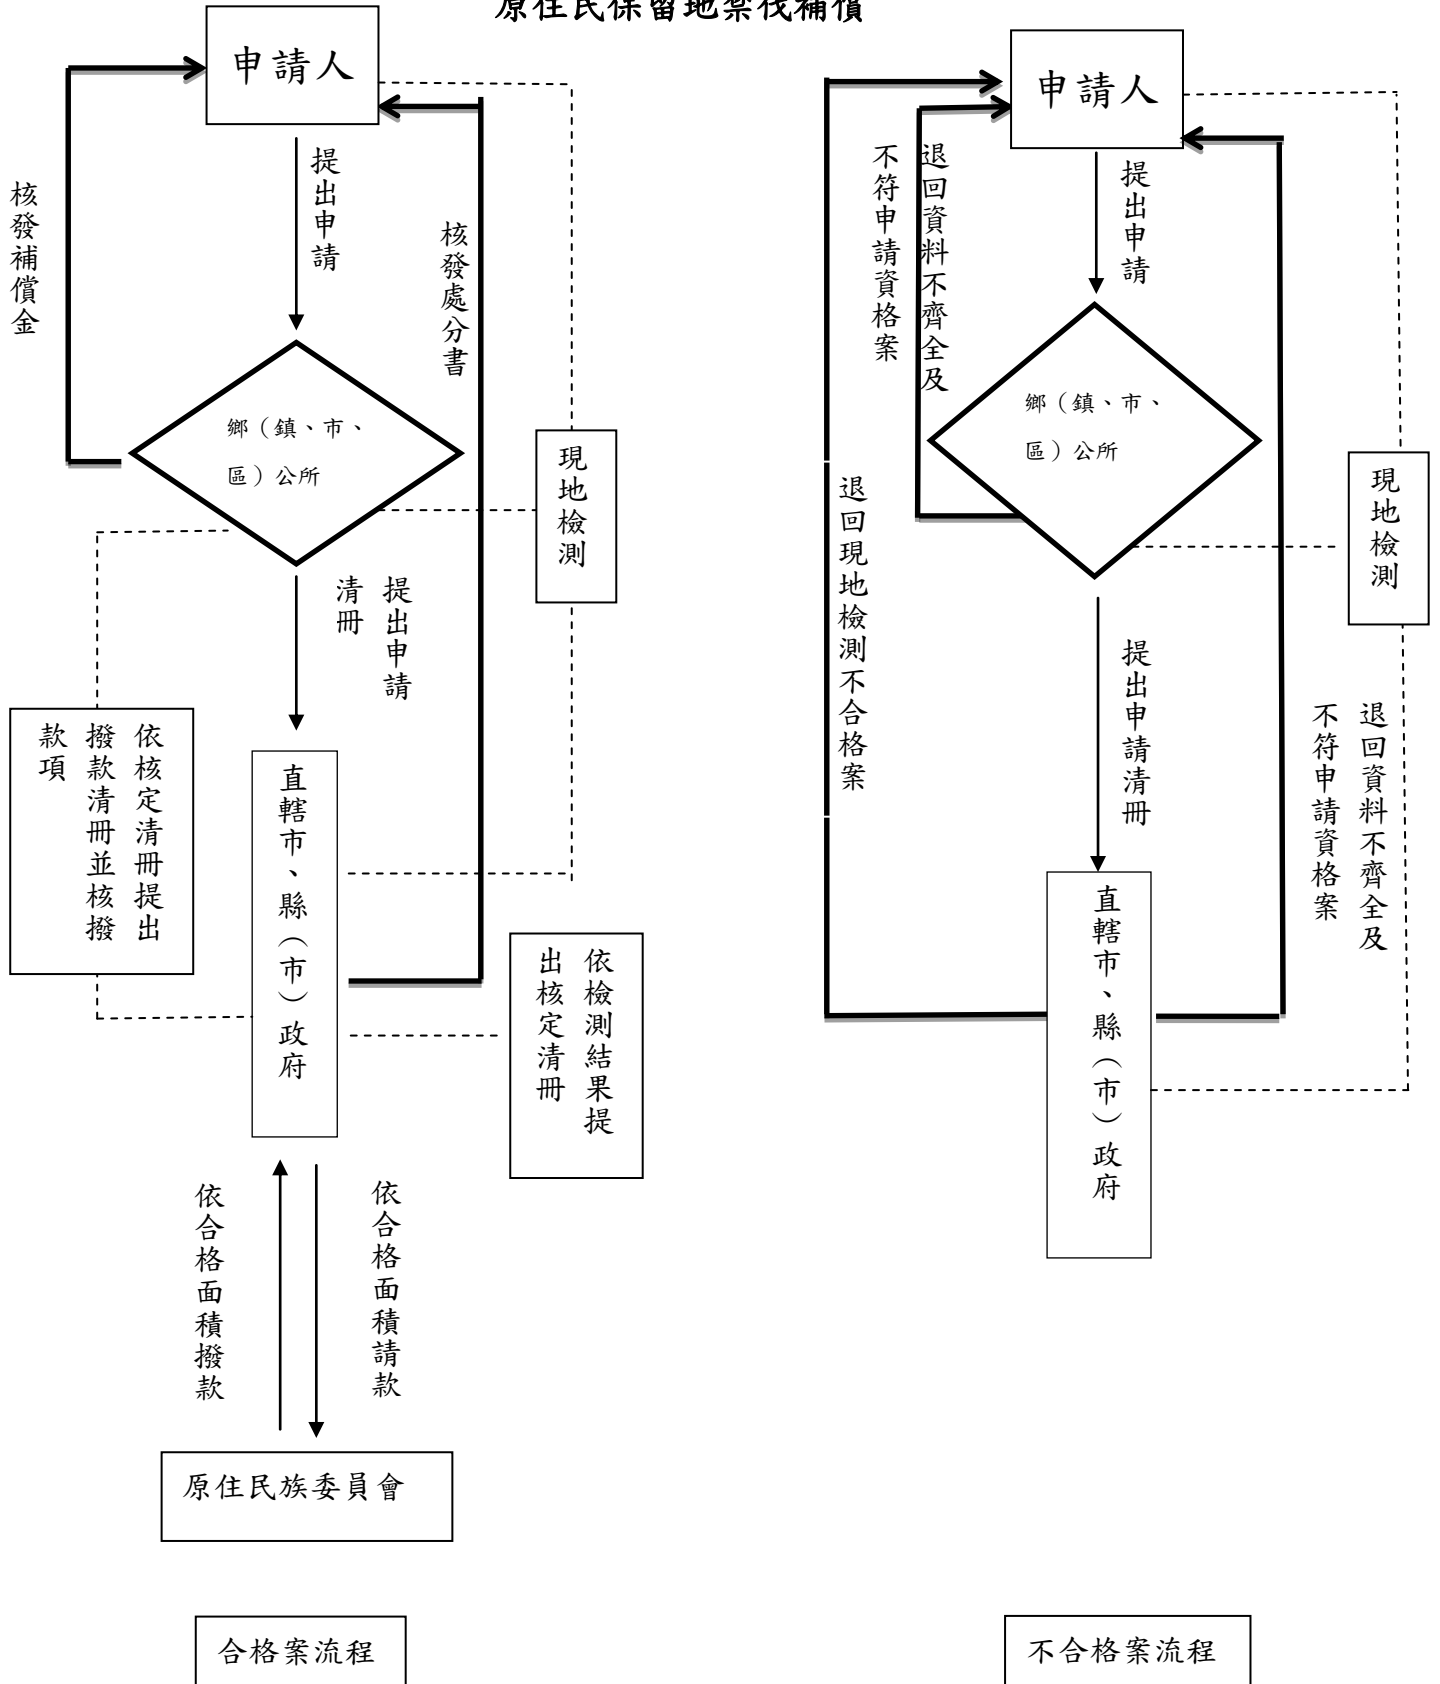 原住民保留地禁伐補償
申請人
提出申請
核發補償金
核發處分書
鄉（鎮、市、
區）公所
現地檢測
提出申請
清冊
依核定清冊提出
撥款清冊並核撥
款項
直轄市、縣（市）政府
依檢測結果提
出核定清冊
依合格面積撥款
依合格面積請款
原住民族委員會
合格案流程
申請人
提出申請
退回資料不齊全及
不符申請資格案
鄉（鎮、市、
區）公所
現地檢測
退回現地檢測不合格案
提出申請清冊
退回資料不齊全及
不符申請資格案
直轄市、縣（市）政府
不合格案流程